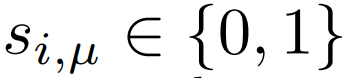 s_{i,μ} ∈ {0, 1}